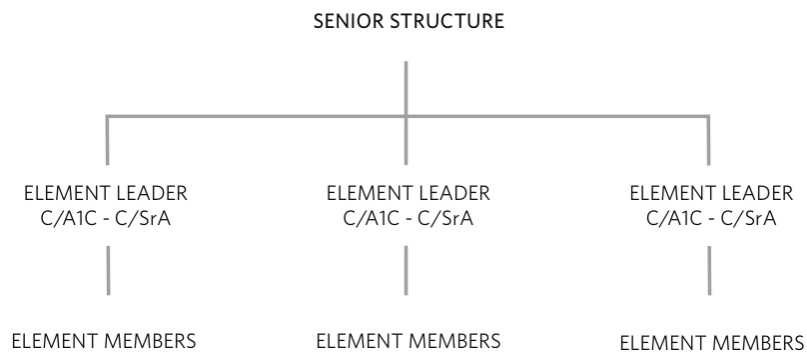 SENIOR STRUCTURE
ELEMENT LEADER
C/A1C - C/SrA
ELEMENT LEADER
C/A1C - C/SrA
ELEMENT LEADER
C/A1C - C/SrA
ELEMENT MEMBERS
ELEMENT MEMBERS
ELEMENT MEMBERS